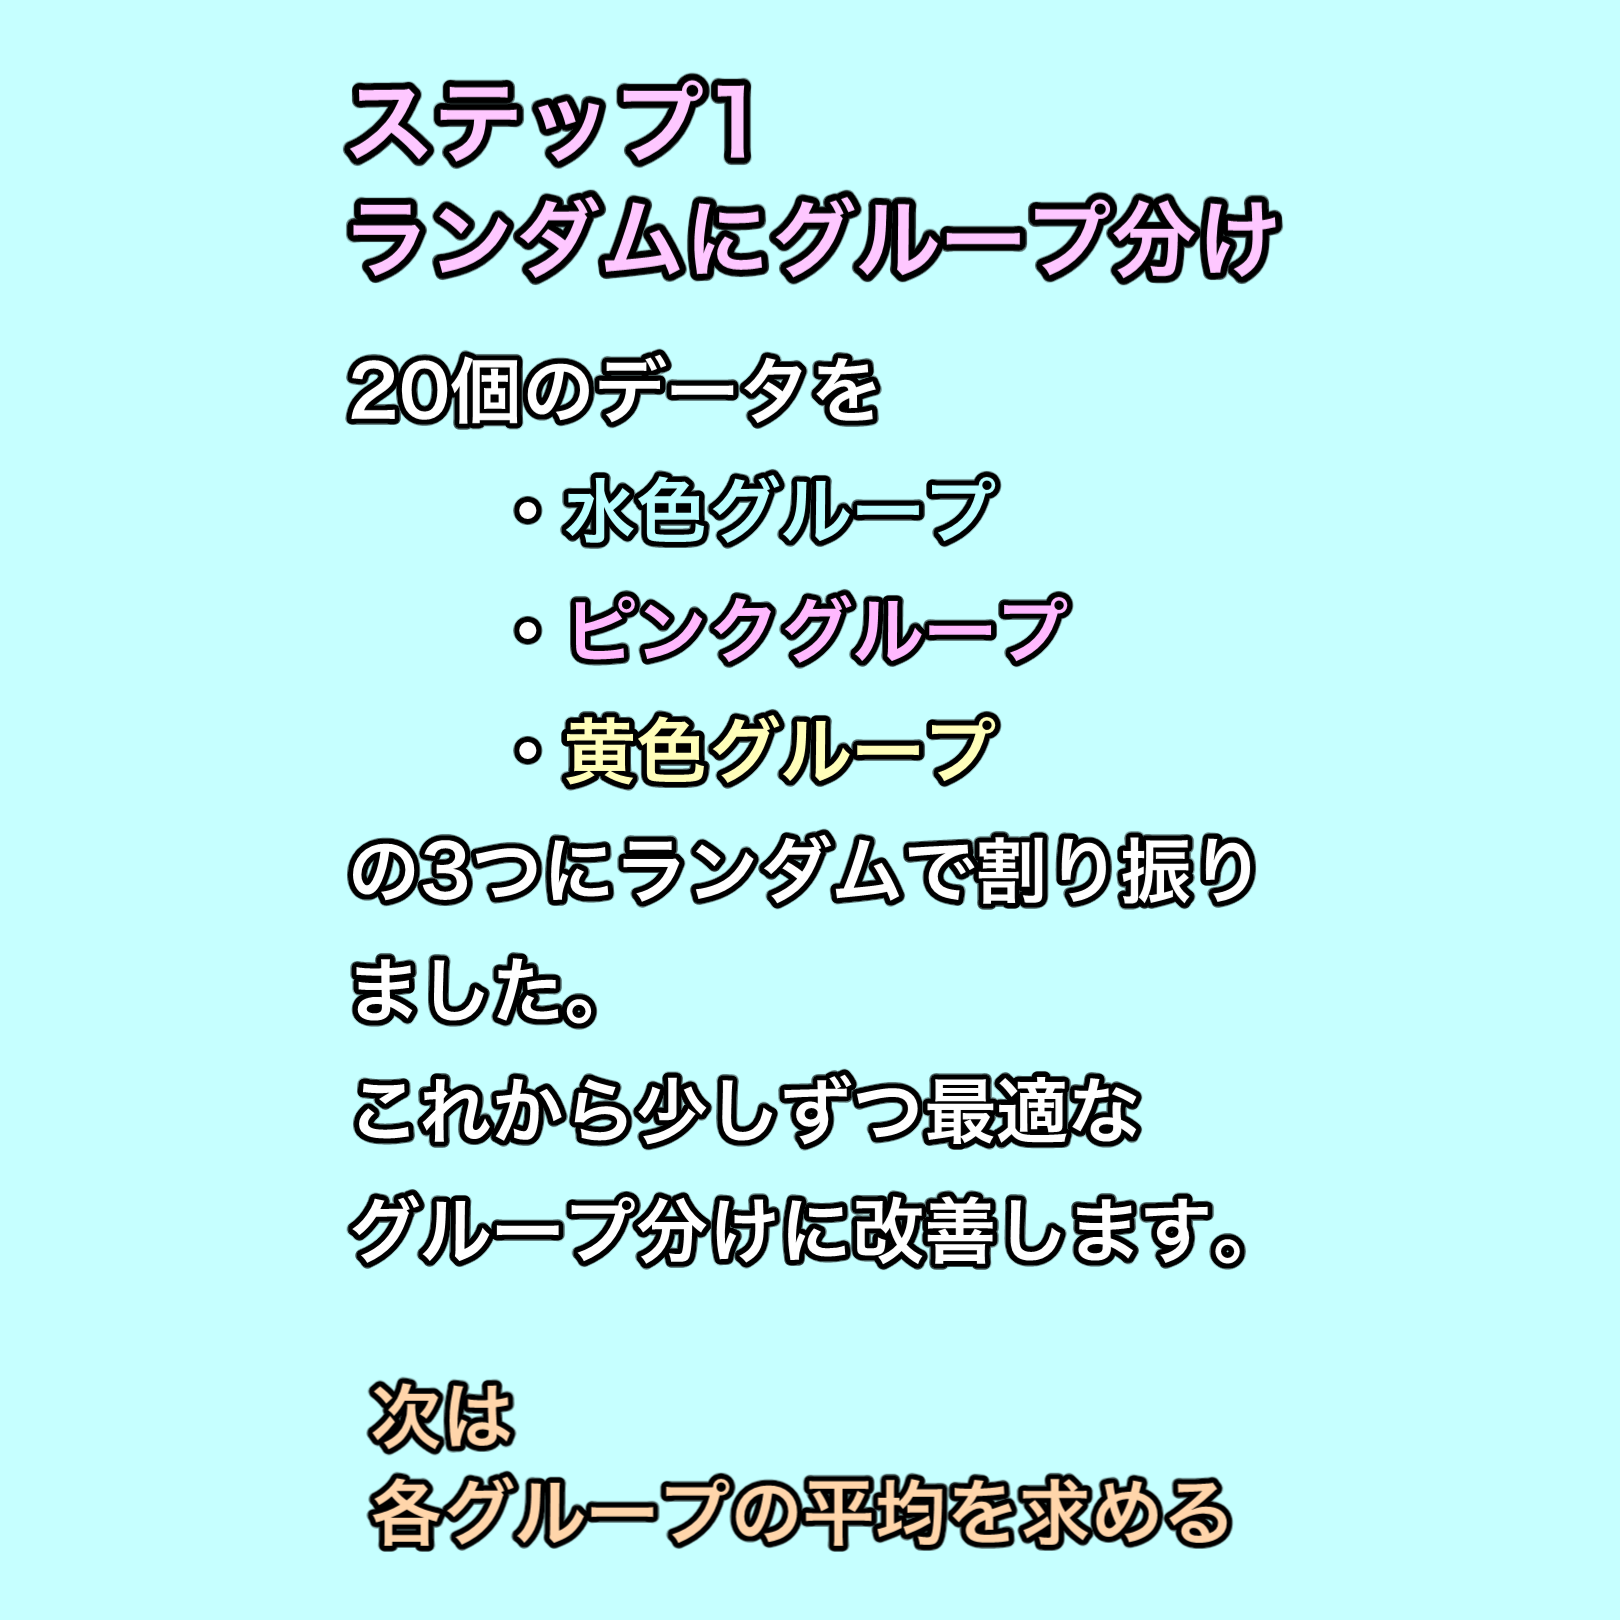 ステップ1
ランダムにグループ分け
20個のデータを
・水色グループ
・ピンクグループ
・黄色グループ
の3つにランダムで割り振り
ました。
これから少しずつ最適な
グループ分けに改善します。
次は
各グループの平均を求める